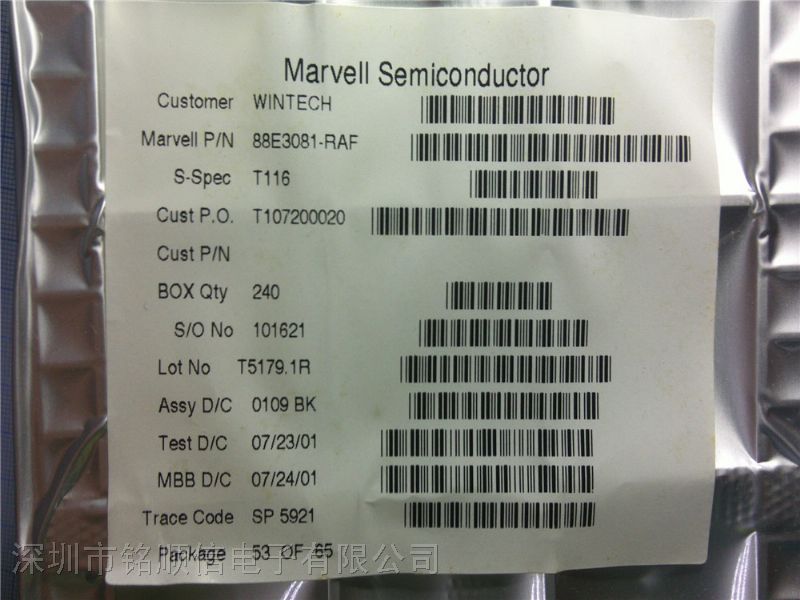 Marvell Semiconductor
Customer WINTECH
Marvell P/N 88E3081-RAF
S-Spec T116
Cust P.O. T107200020
Cust P/N
BOX Qty 240
S/O No 101621
Lot No T5179.1R
Assy D/C 0109 BK
Test D/C 07/23/01
MBB D/C 07/24/01
Trace Code SP 5921
Package 53 OF 65
深圳市铭顺信电子有限公司